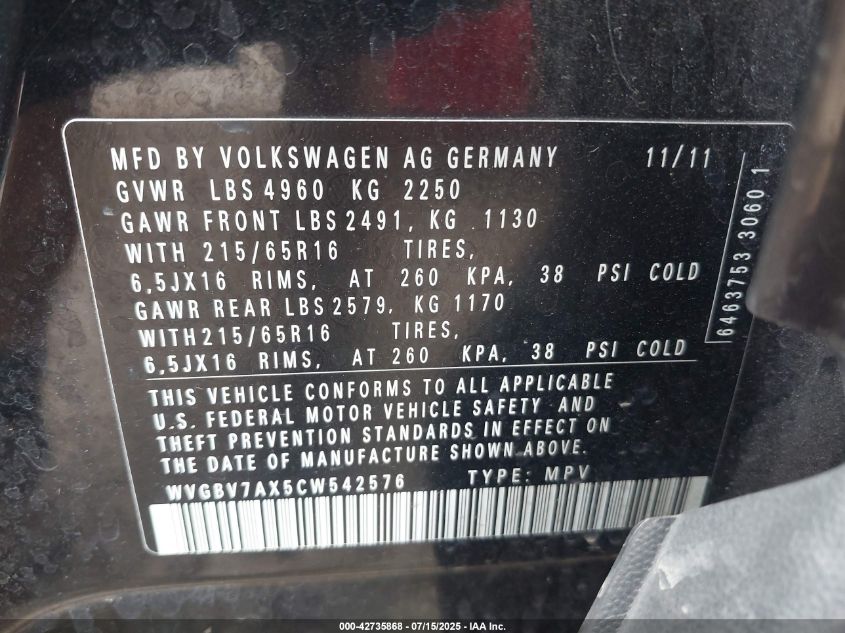 MFD BY VOLKSWAGEN AG GERMANY 11/11
GVWR LBS 4960 KG 2250
GAWR FRONT LBS 2491, KG 1130
WITH 215/65R16 TIRES,
6,5JX16 RIMS, AT 260 KPA, 38 PSI COLD
GAWR REAR LBS 2579, KG 1170
WITH 215/65R16 TIRES,
6,5JX16 RIMS, AT 260 KPA, 38 PSI COLD
THIS VEHICLE CONFORMS TO ALL APPLICABLE
U.S. FEDERAL MOTOR VEHICLE SAFETY AND
THEFT PREVENTION STANDARDS IN EFFECT ON
THE DATE OF MANUFACTURE SHOWN ABOVE.
WVGBV7AX5CW542576 TYPE: MPV
6463753 3060 1
000-42735868 - 07/15/2025 - IAA Inc.